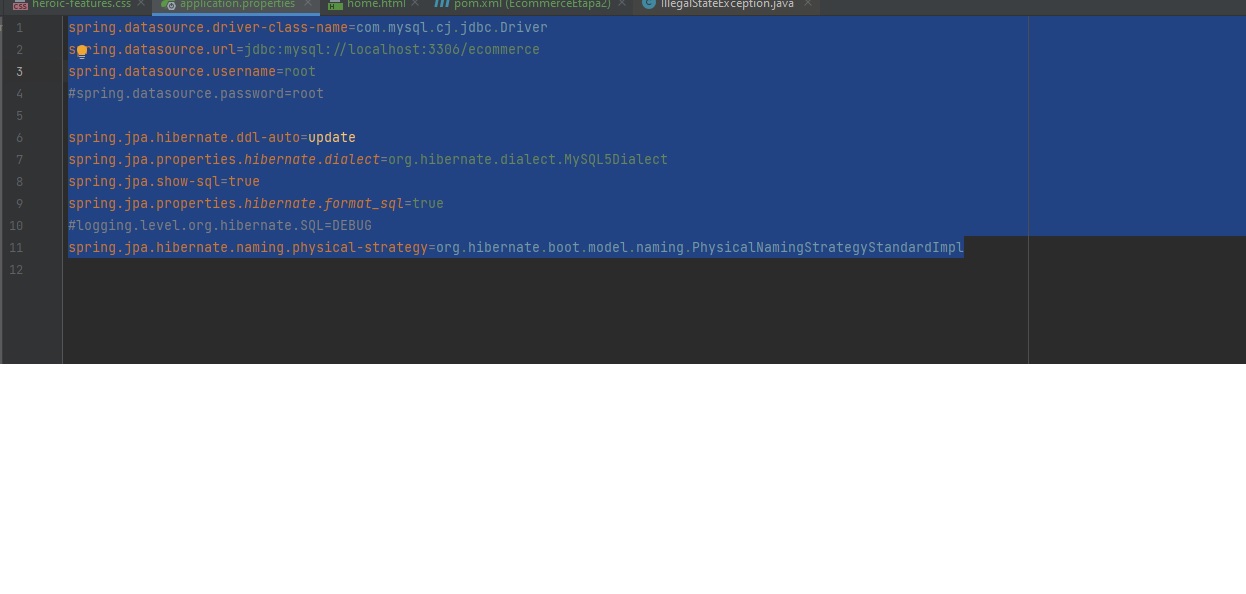 heroic-features.css application.properties home.html pom.xml (EcommerceEtapa2) IllegalStateException.java
1 spring.datasource.driver-class-name=com.mysql.cj.jdbc.Driver
2 spring.datasource.url=jdbc:mysql://localhost:3306/ecommerce
3 spring.datasource.username=root
4 #spring.datasource.password=root
5
6 spring.jpa.hibernate.ddl-auto=update
7 spring.jpa.properties.hibernate.dialect=org.hibernate.dialect.MySQL5Dialect
8 spring.jpa.show-sql=true
9 spring.jpa.properties.hibernate.format_sql=true
10 #logging.level.org.hibernate.SQL=DEBUG
11 spring.jpa.hibernate.naming.physical-strategy=org.hibernate.boot.model.naming.PhysicalNamingStrategyStandardImpl
12